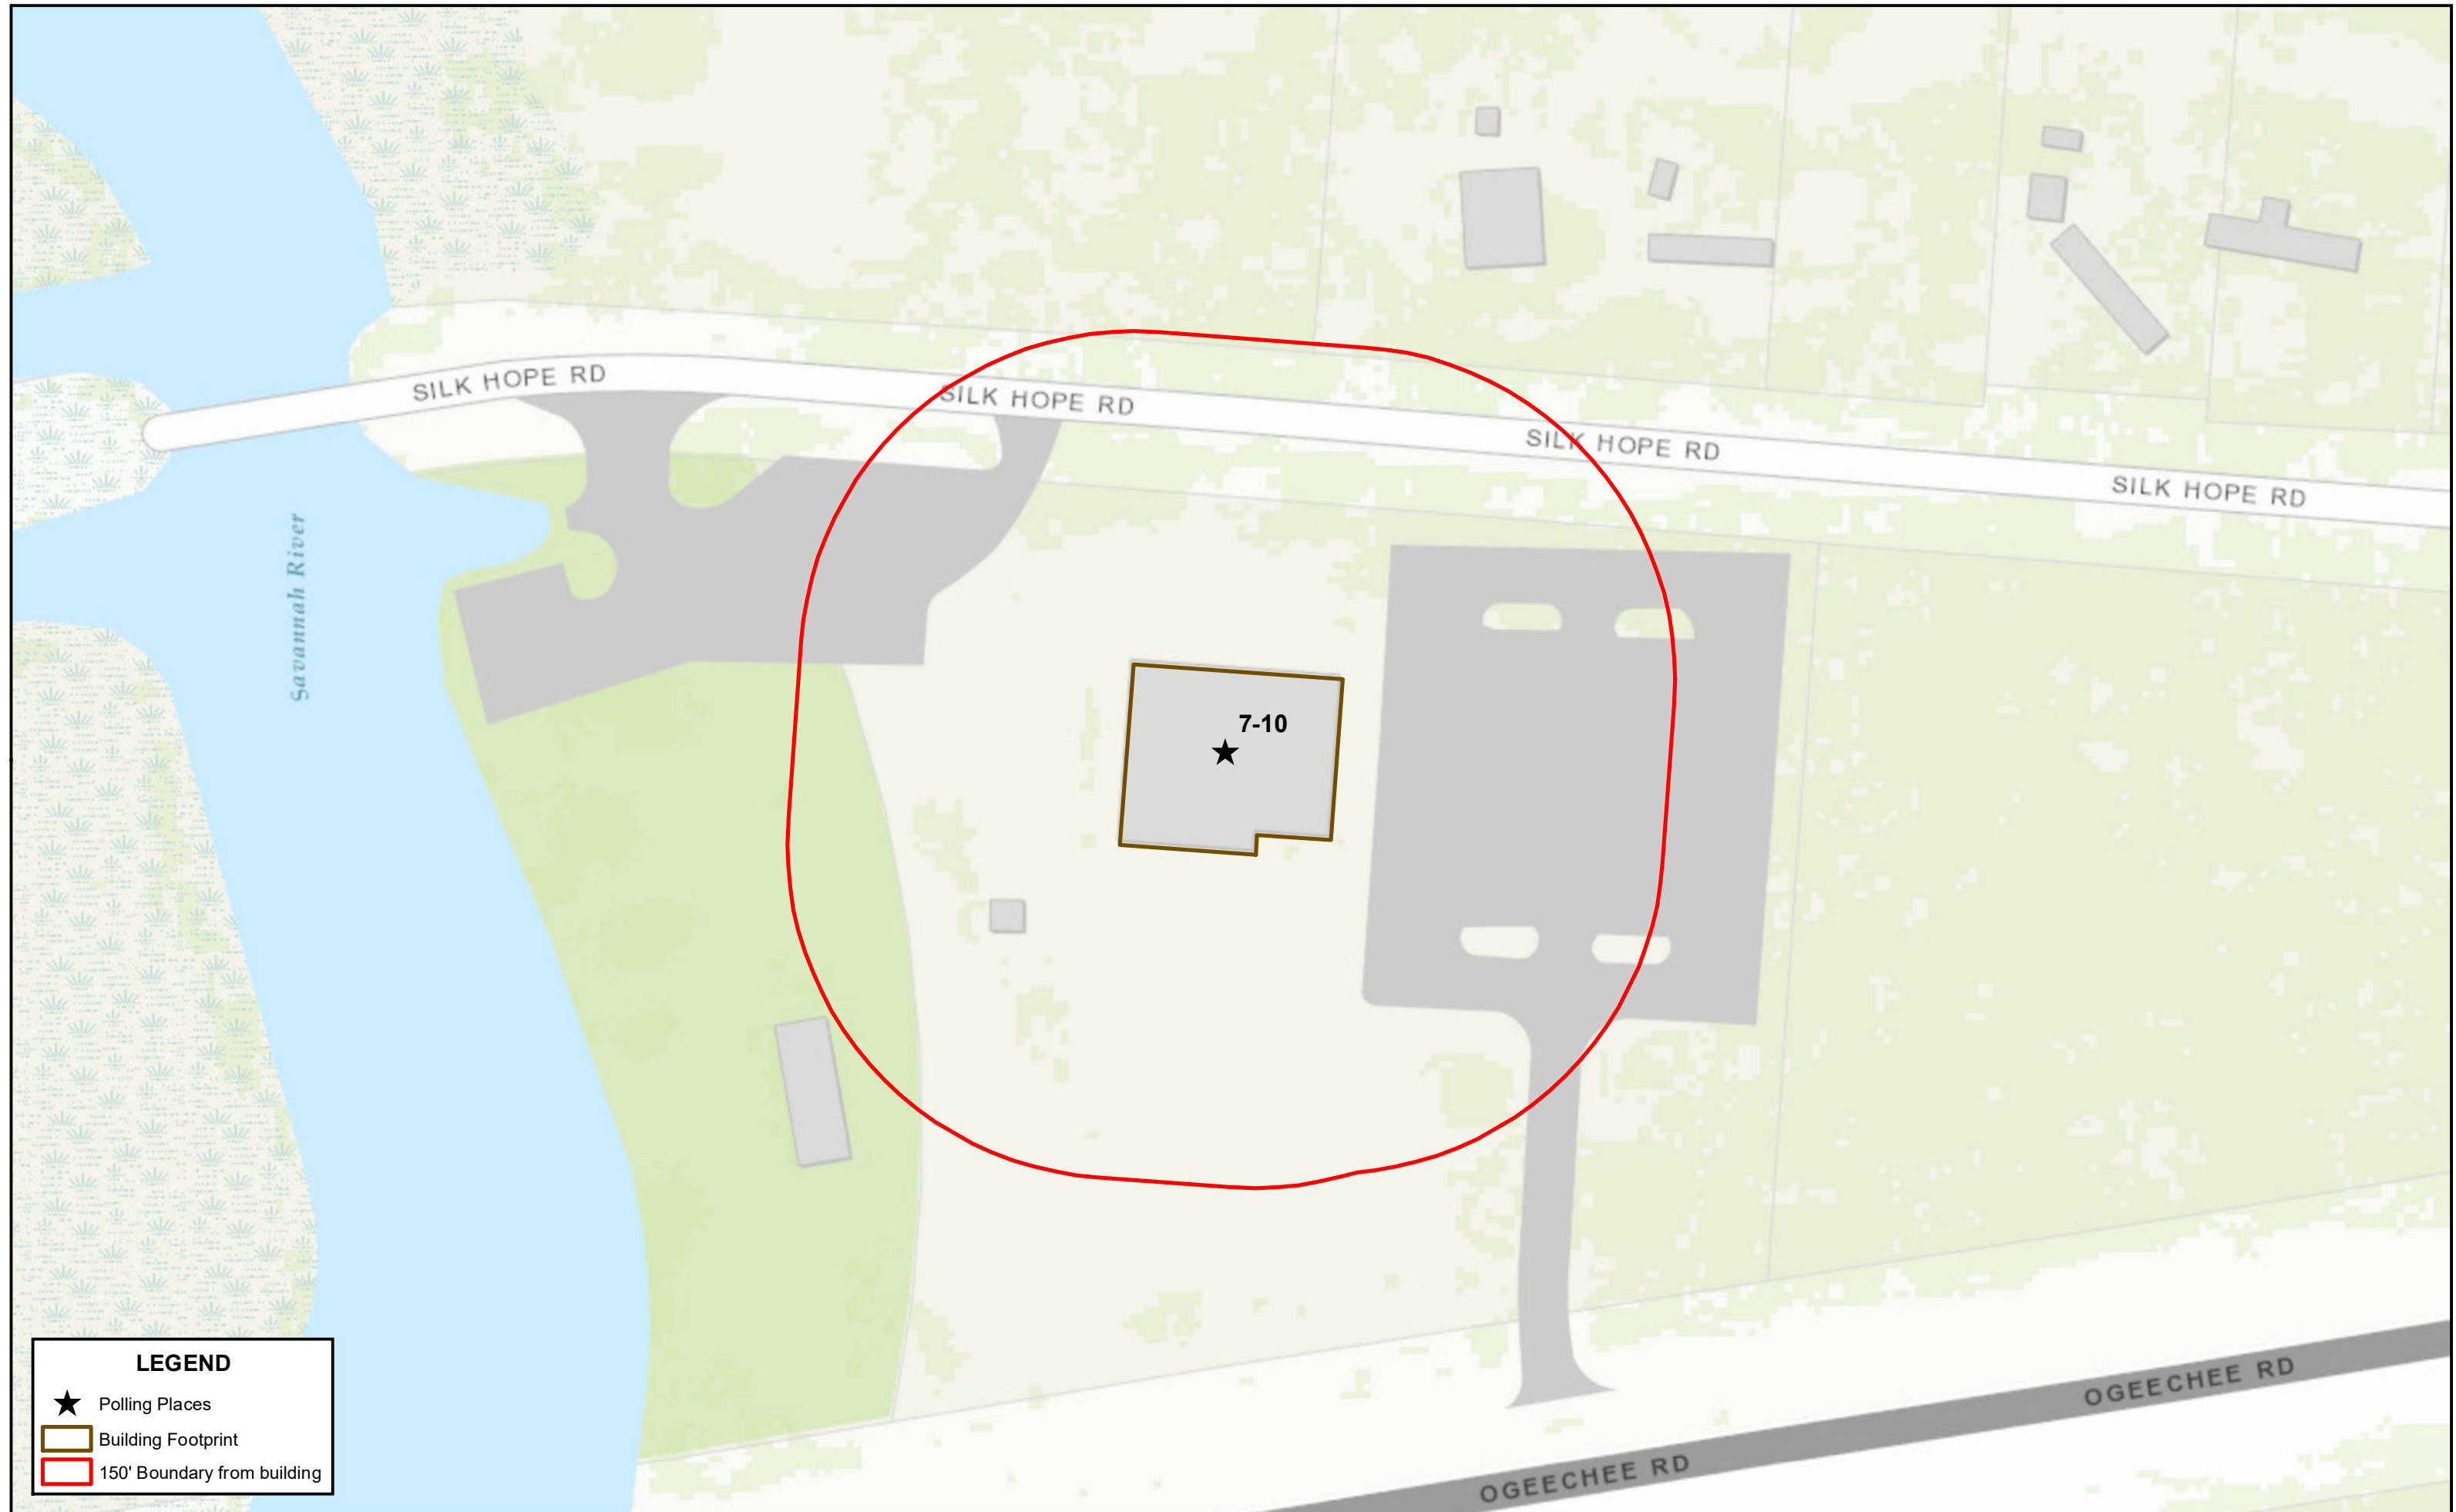 SILK HOPE RD
SILK HOPE RD
SILK HOPE RD
SILK HOPE RD
Savannah River
7-10
LEGEND
Polling Places
Building Footprint
150' Boundary from building
OGEECHEE RD
OGEECHEE RD